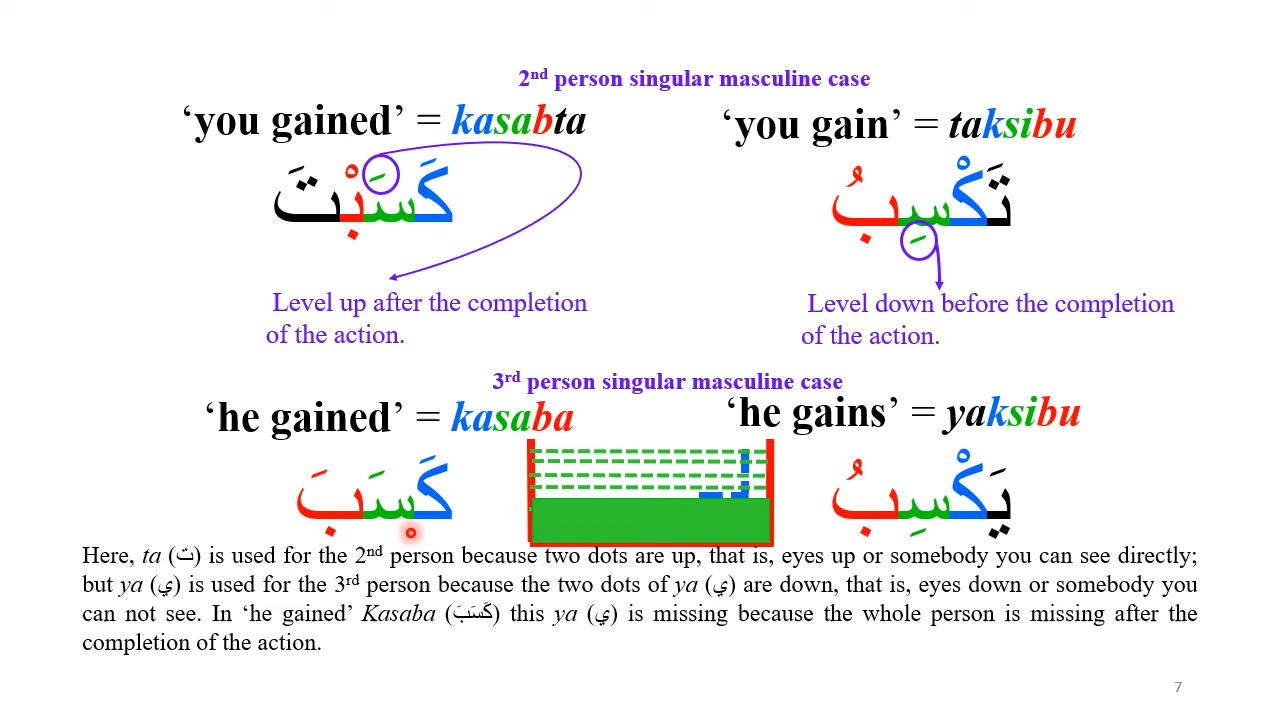 2nd person singular masculine case
‘you gained’ = kasabta
‘you gain’ = taksibu
كَسَبْتَ
تَكْسِبُ
Level up after the completion
of the action.
Level down before the completion
of the action.
3rd person singular masculine case
‘he gained’ = kasaba
‘he gains’ = yaksibu
كَسَبَ
يَكْسِبُ
Here, ta (ت) is used for the 2nd person because two dots are up, that is, eyes up or somebody you can see directly;
but ya (ي) is used for the 3rd person because the two dots of ya (ي) are down, that is, eyes down or somebody you
can not see. In ‘he gained’ Kasaba (كَسَبَ) this ya (ي) is missing because the whole person is missing after the
completion of the action.
7